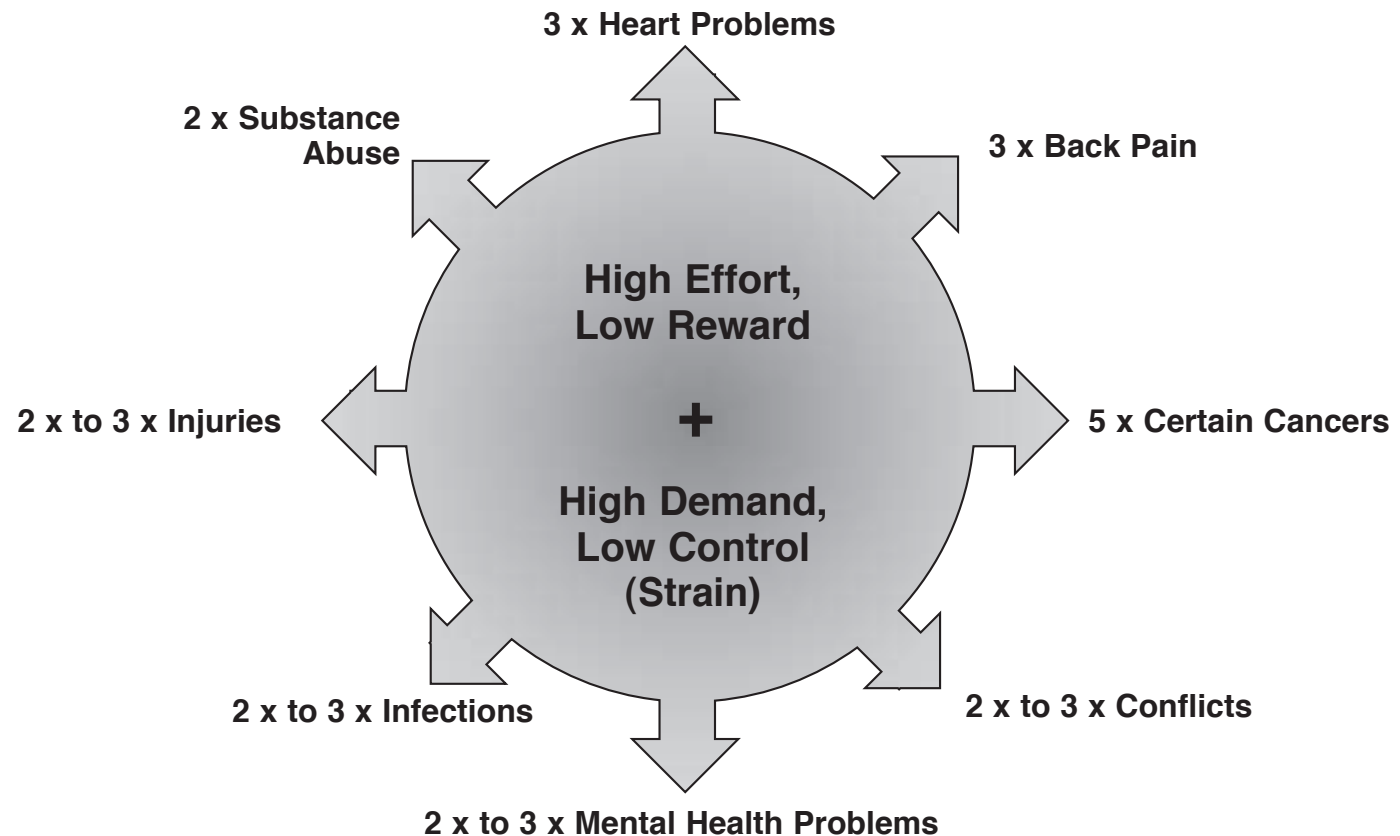 3 x Heart Problems
2 x Substance
Abuse
3 x Back Pain
High Effort,
Low Reward
+
2 x to 3 x Injuries
5 x Certain Cancers
High Demand,
Low Control
(Strain)
2 x to 3 x Infections
2 x to 3 x Conflicts
2 x to 3 x Mental Health Problems